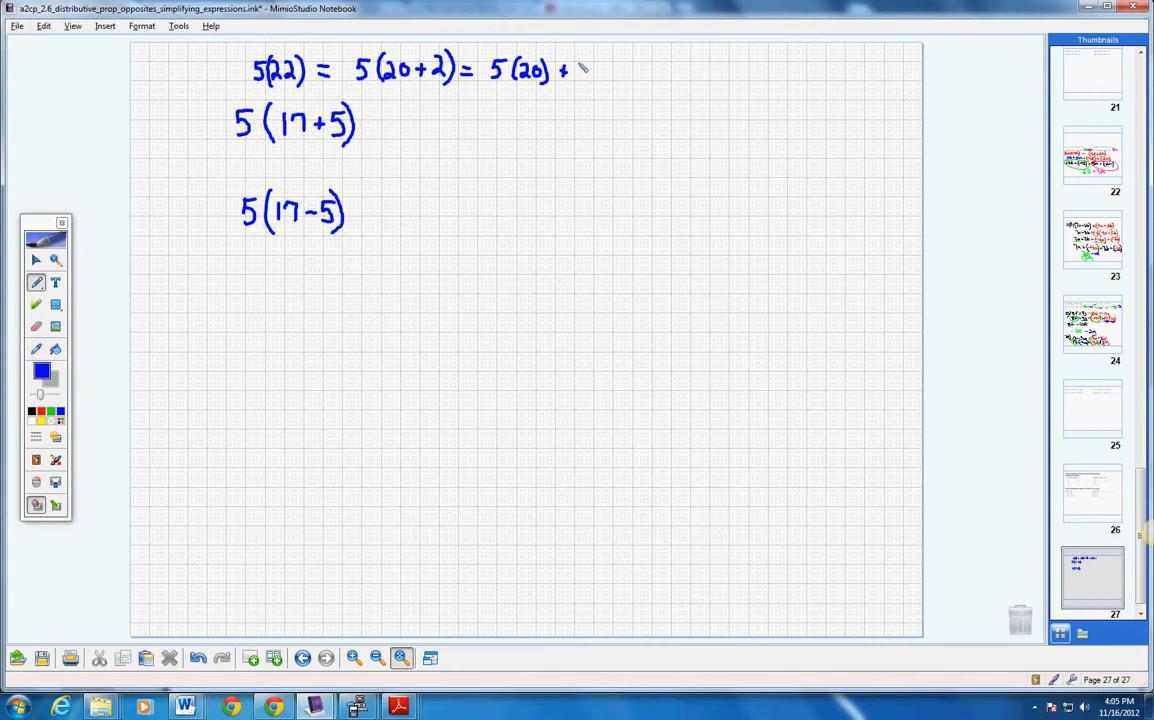 a2cp_2.6_distributive_prop_opposites_simplifying_expressions.ink* - MimioStudio Notebook
File Edit View Insert Format Tools Help
Thumbnails
5(22) = 5(20+2) = 5(20) +
5(17+5)
5(17-5)
21
22
23
24
25
26
27
Page 27 of 27
4:05 PM
11/16/2012